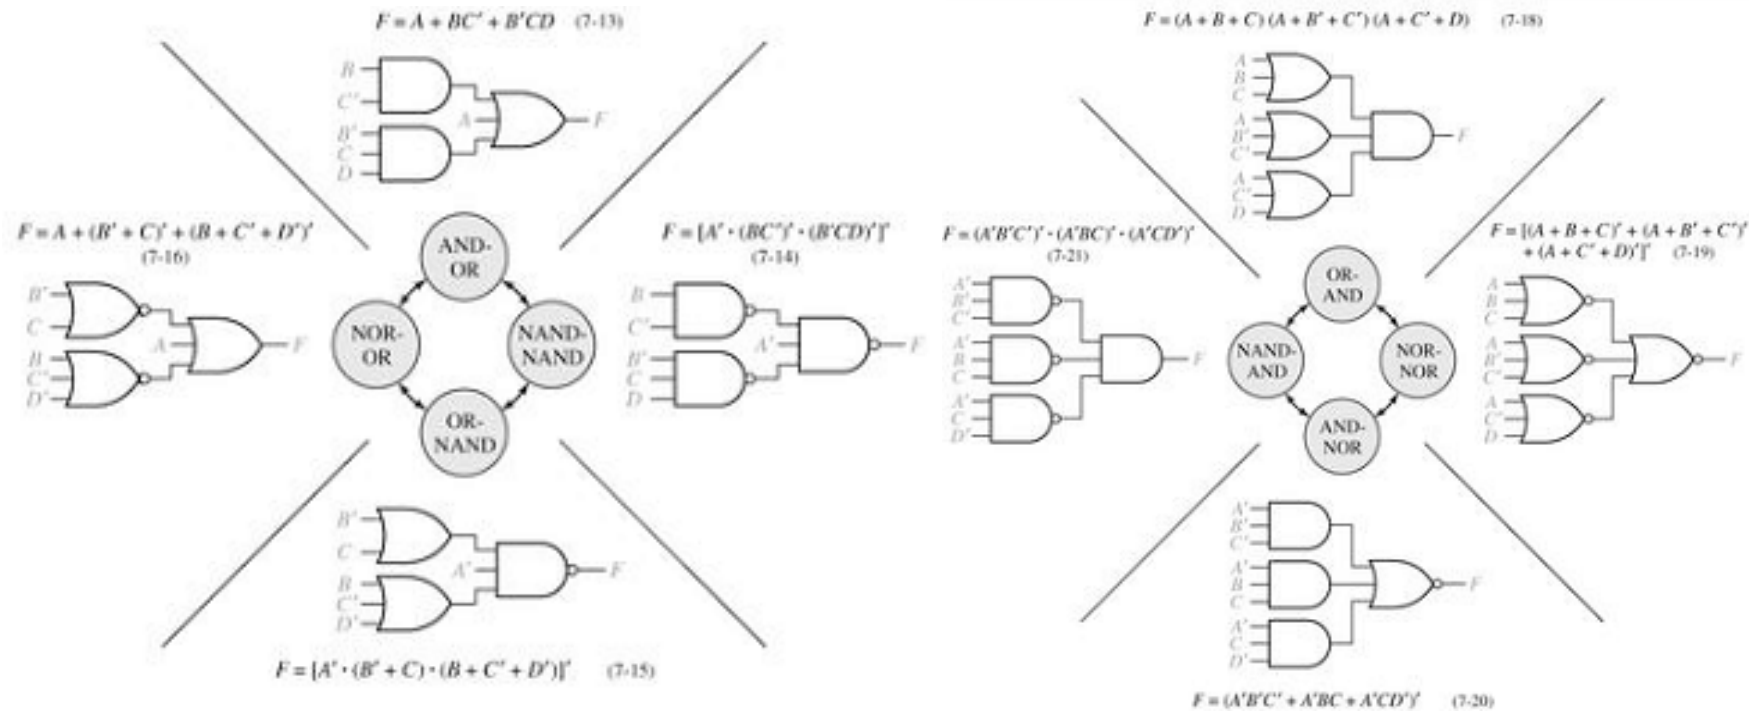 F = A + BC′ + B′CD (7-13)
B
C′
B′
C
D
A
F
F = A + (B′ + C)′ + (B + C′ + D′)′
(7-16)
B′
C
B
C′
D′
A
F
AND-
OR
NOR-
OR
NAND-
NAND
OR-
NAND
F = [A′ · (BC′)′ · (B′CD)′]′
(7-14)
B
C′
B′
C
D
A′
F
B′
C
B
C′
D′
A′
F
F = [A′ · (B′ + C) · (B + C′ + D′)]′ (7-15)
F = (A + B + C) (A + B′ + C′) (A + C′ + D) (7-18)
A
B
C
A
B′
C′
A
C′
D
F
F = (A′B′C′)′ · (A′BC)′ · (A′CD′)′
(7-21)
A′
B′
C′
A′
B
C
A′
C
D′
F
OR-
AND
NAND-
AND
NOR-
NOR
AND-
NOR
F = [(A + B + C)′ + (A + B′ + C′)′
+ (A + C′ + D)′]′ (7-19)
A
B
C
A
B′
C′
A
C′
D
F
A′
B′
C′
A′
B
C
A′
C
D′
F
F = (A′B′C′ + A′BC + A′CD′)′ (7-20)